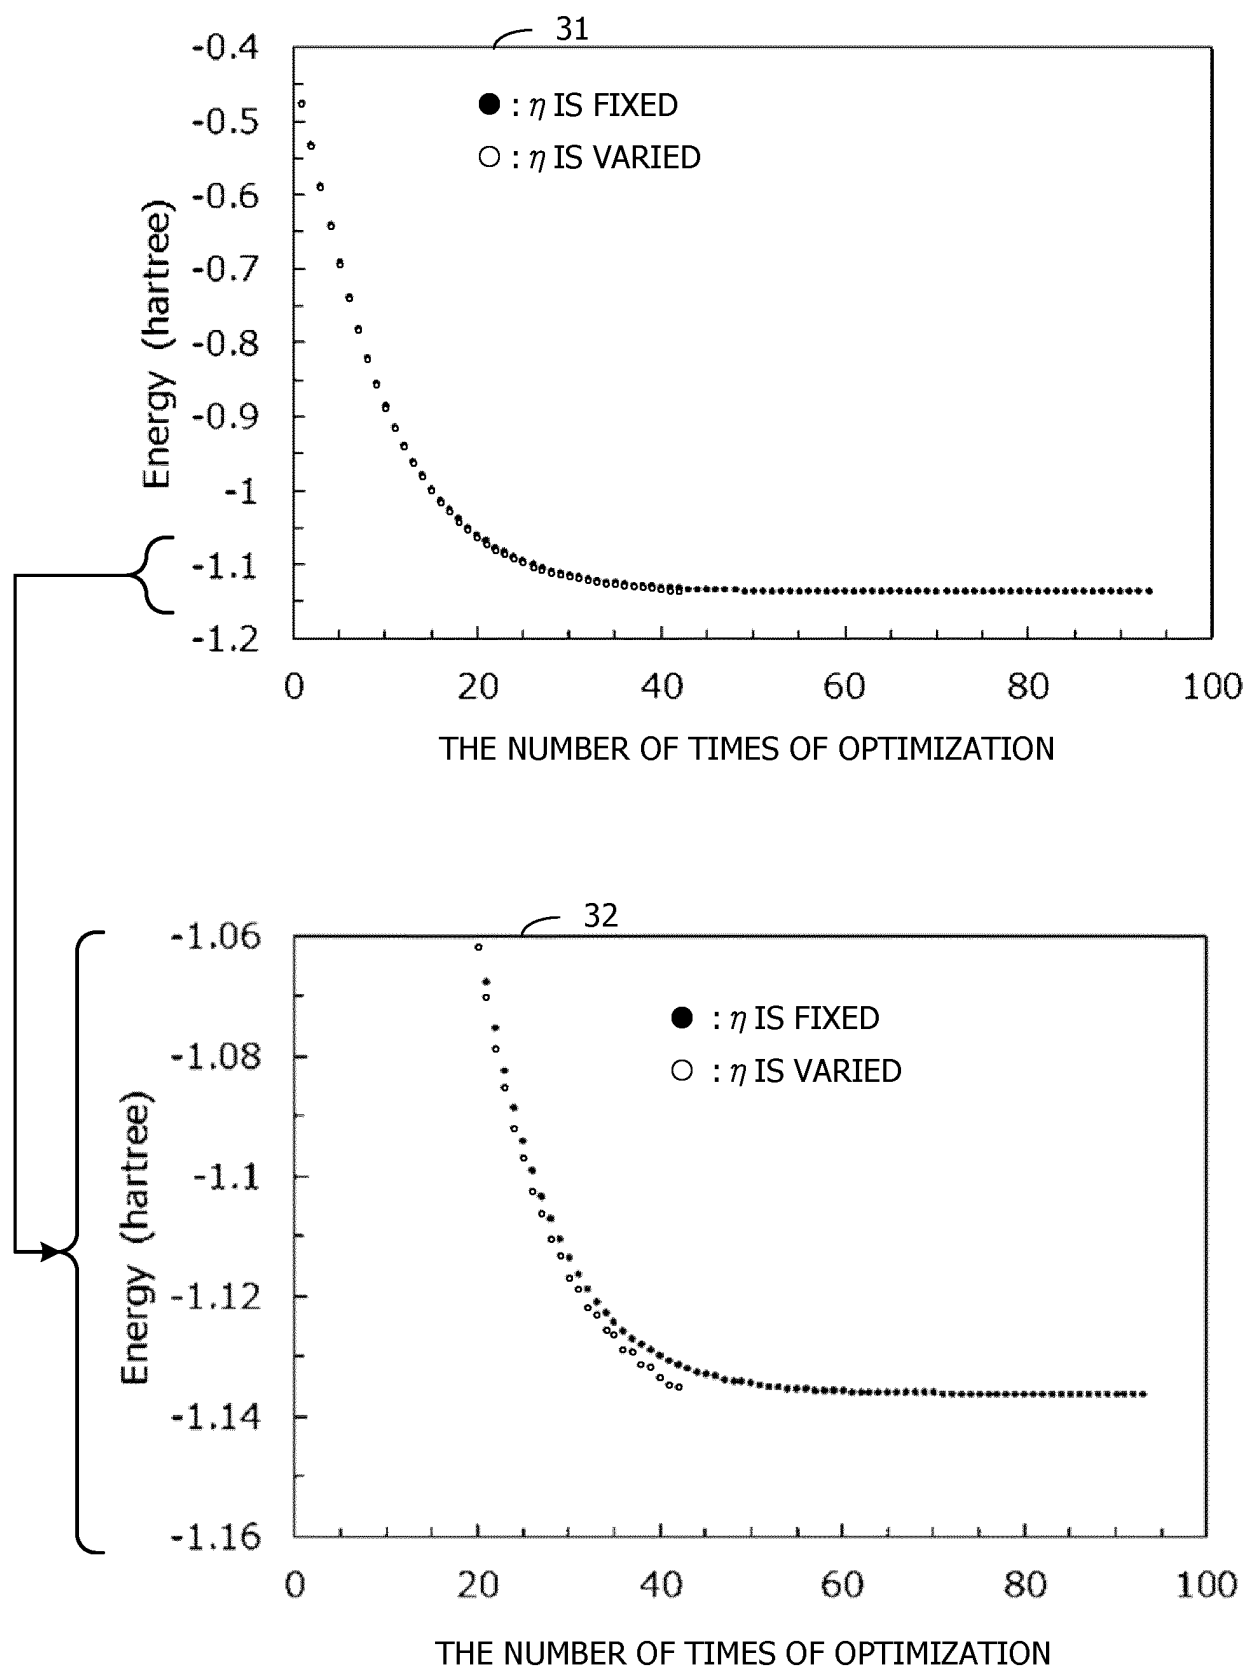 31
-0.4
-0.5
-0.6
-0.7
-0.8
-0.9
-1
-1.1
-1.2
Energy (hartree)
● : η IS FIXED
○ : η IS VARIED
0 20 40 60 80 100
THE NUMBER OF TIMES OF OPTIMIZATION
32
-1.06
-1.08
-1.1
-1.12
-1.14
-1.16
Energy (hartree)
● : η IS FIXED
○ : η IS VARIED
0 20 40 60 80 100
THE NUMBER OF TIMES OF OPTIMIZATION